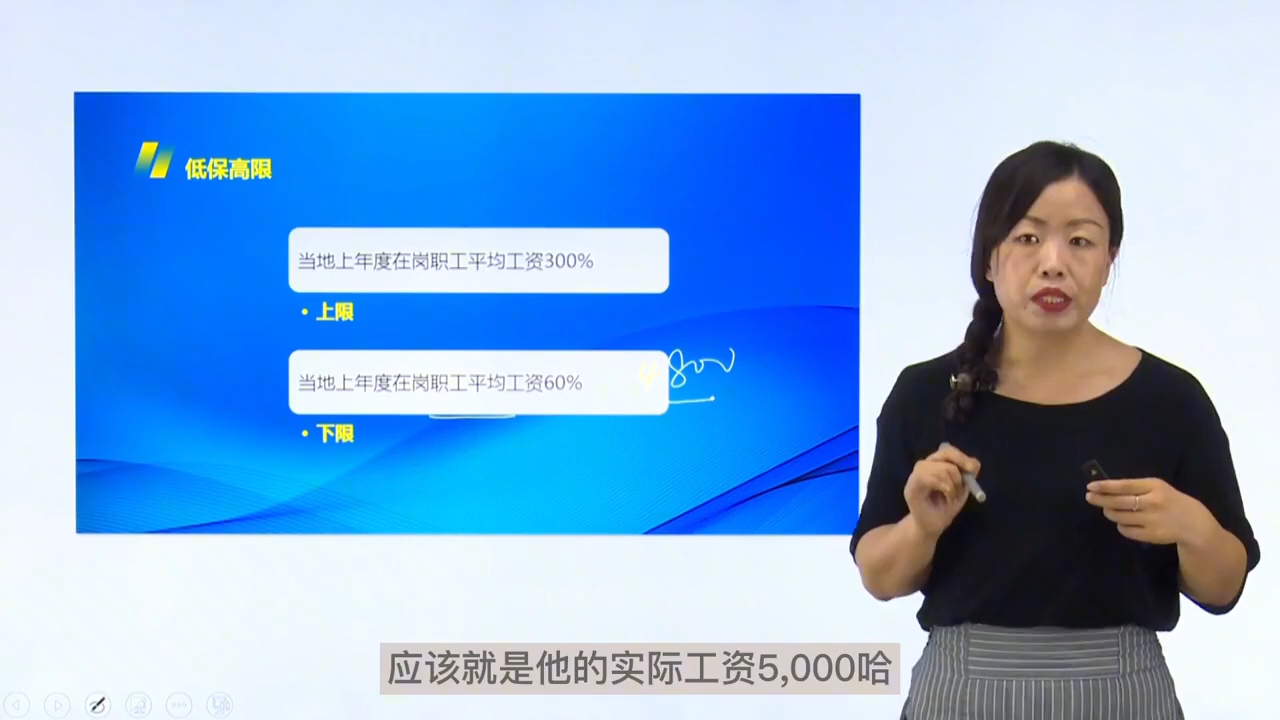 低保高限
当地上年度在岗职工平均工资300%
• 上限
当地上年度在岗职工平均工资60%
4800
• 下限
应该就是他的实际工资5,000哈